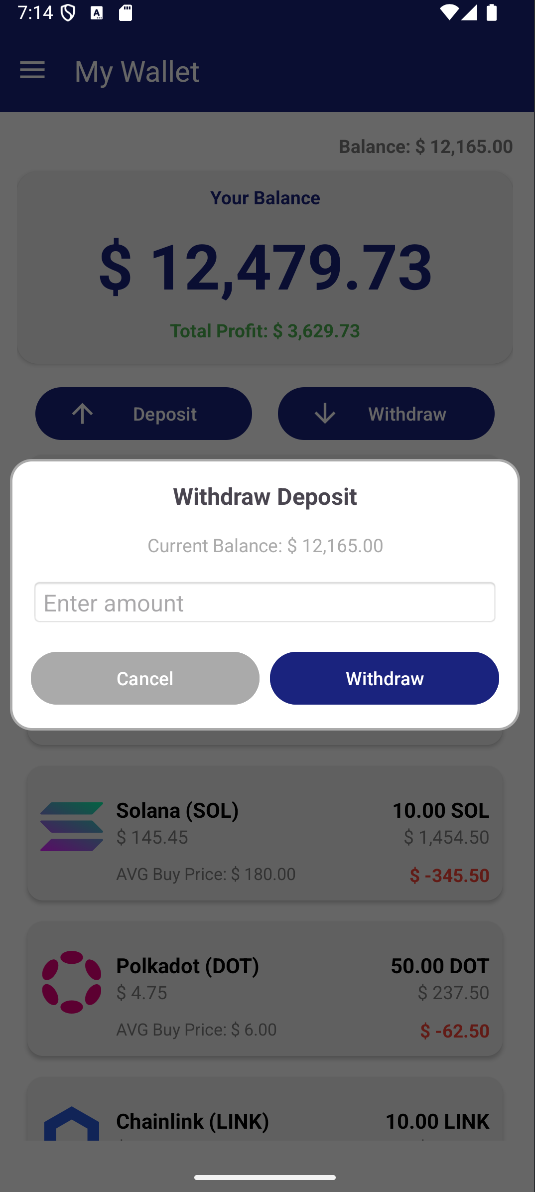 7:14
My Wallet
Balance: $ 12,165.00
Your Balance
$ 12,479.73
Total Profit: $ 3,629.73
Deposit
Withdraw
Withdraw Deposit
Current Balance: $ 12,165.00
Enter amount
Cancel
Withdraw
Solana (SOL) 10.00 SOL
$ 145.45 $ 1,454.50
AVG Buy Price: $ 180.00 $ -345.50
Polkadot (DOT) 50.00 DOT
$ 4.75 $ 237.50
AVG Buy Price: $ 6.00 $ -62.50
Chainlink (LINK) 10.00 LINK